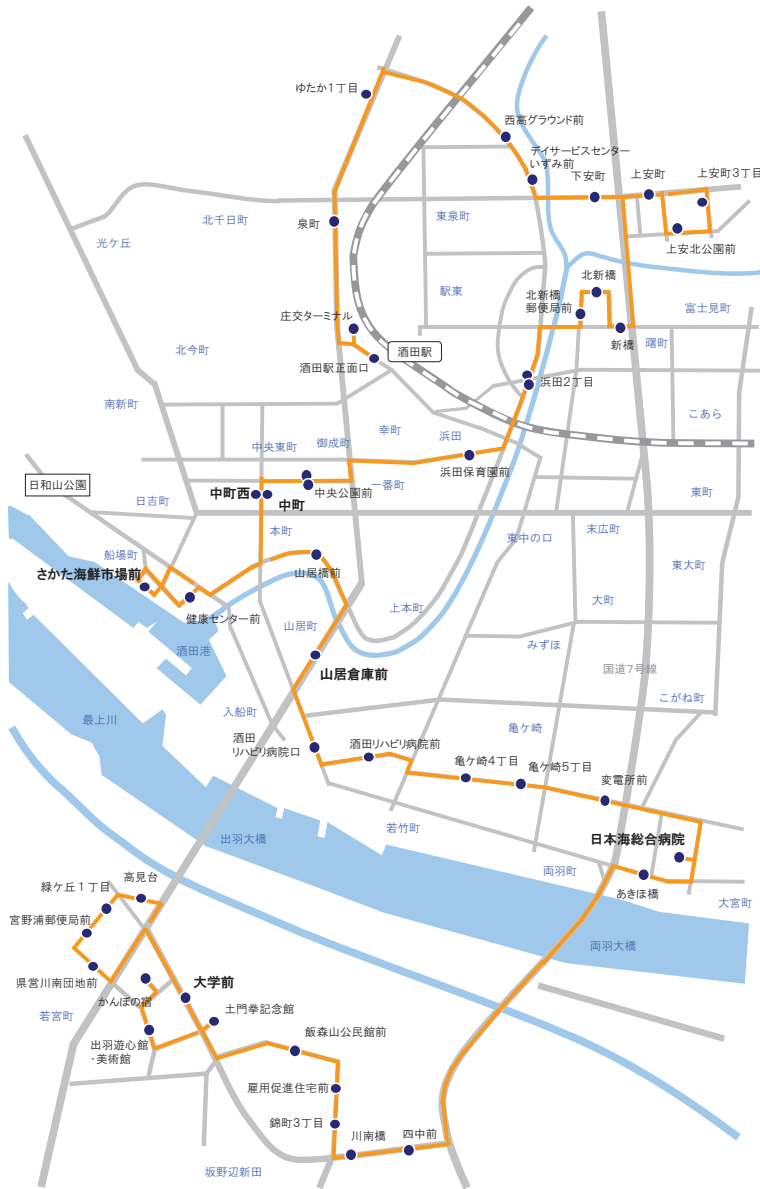 ゆたか1丁目
西高グラウンド前
デイサービスセンター
いずみ前
下安町
上安町
上安町3丁目
北千日町
泉町
東泉町
光ケ丘
上安北公園前
北新橋
駅東
北新橋
郵便局前
富士見町
庄交ターミナル
新橋
曙町
北今町
酒田駅
酒田駅正面口
浜田2丁目
南新町
こあら
幸町
浜田
御成町
中央東町
浜田保育園前
日和山公園
一番町
中町西
中央公園前
東町
日吉町
中町
末広町
本町
東中の口
船場町
東大町
さかた海鮮市場前
山居橋前
大町
上本町
健康センター前
山居町
みずほ
酒田港
国道7号線
山居倉庫前
こがね町
入船町
最上川
亀ケ崎
酒田
リハビリ病院口
酒田リハビリ病院前
亀ケ崎4丁目
亀ケ崎5丁目
変電所前
若竹町
出羽大橋
日本海総合病院
両羽町
高見台
緑ケ丘1丁目
あきほ橋
大宮町
宮野浦郵便局前
両羽大橋
県営川南団地前
大学前
かんぽの宿
土門拳記念館
若宮町
飯森山公民館前
出羽遊心館
・美術館
雇用促進住宅前
錦町3丁目
川南橋
四中前
坂野辺新田